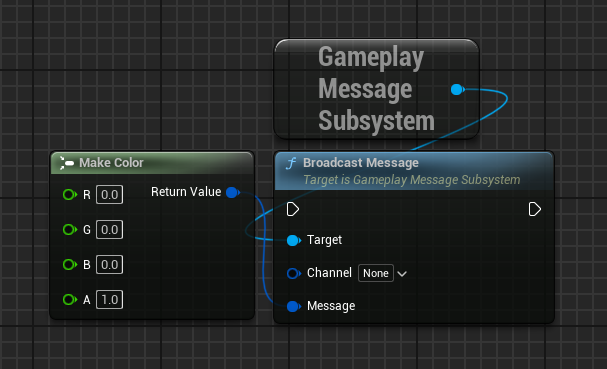 Gameplay
Message
Subsystem
Make Color
R 0.0 Return Value
G 0.0
B 0.0
A 1.0
f Broadcast Message
Target is Gameplay Message Subsystem
Target
Channel None
Message